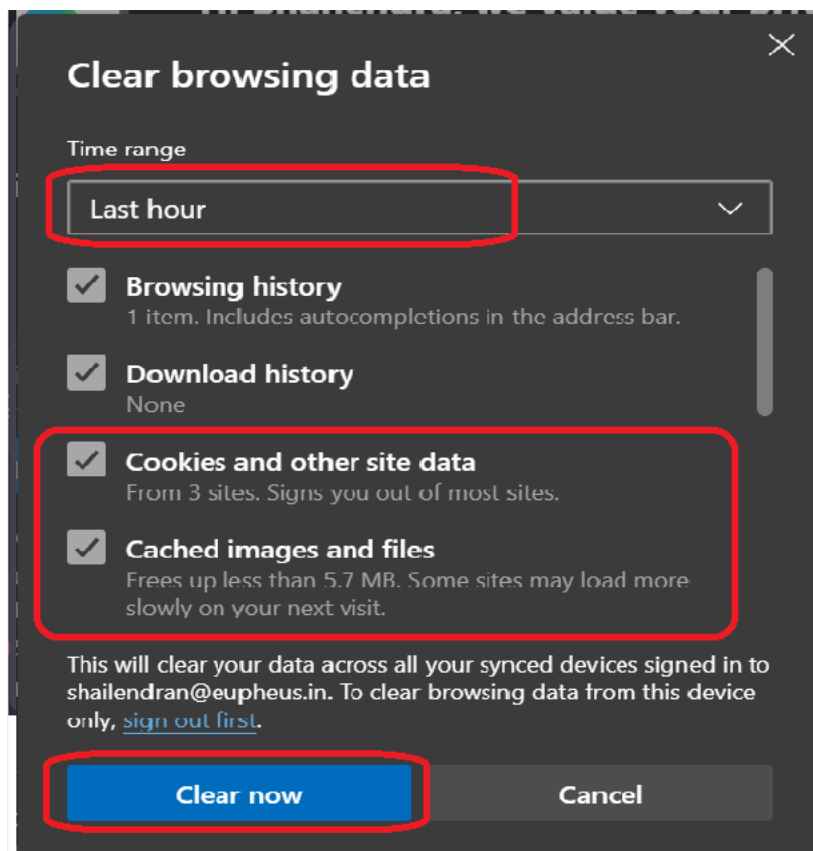 Clear browsing data
Time range
Last hour
Browsing history
1 item. Includes autocompletions in the address bar.
Download history
None
Cookies and other site data
From 3 sites. Signs you out of most sites.
Cached images and files
Frees up less than 5.7 MB. Some sites may load more
slowly on your next visit.
This will clear your data across all your synced devices signed in to
shailendran@eupheus.in. To clear browsing data from this device
only, sign out first.
Clear now
Cancel